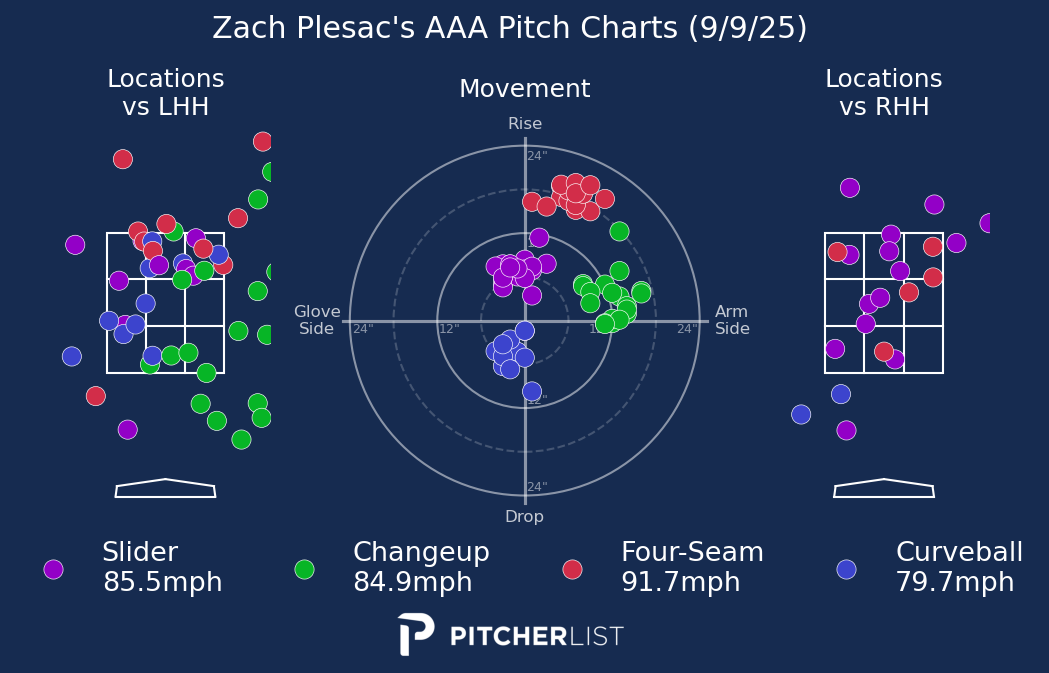 Zach Plesac's AAA Pitch Charts (9/9/25)
Locations
vs LHH
Movement
Locations
vs RHH
Rise
24"
Glove
Side
24"
12"
24"
Arm
Side
12"
24"
Drop
Slider
85.5mph
Changeup
84.9mph
Four-Seam
91.7mph
Curveball
79.7mph
PITCHERLIST